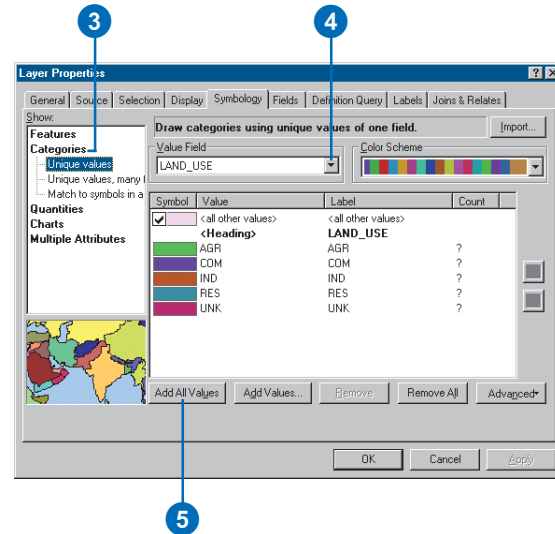 3 4
Layer Properties
General Source Selection Display Symbology Fields Definition Query Labels Joins & Relates
Show:
Features
Categories
Unique values
Unique values, many f
Match to symbols in a
Quantities
Charts
Multiple Attributes
Draw categories using unique values of one field.
Import...
Value Field
LAND_USE
Color Scheme
Symbol Value Label Count
<all other values> <all other values>
<Heading> LAND_USE
AGR AGR ?
COM COM ?
IND IND ?
RES RES ?
UNK UNK ?
Add All Values Add Values... Remove Remove All Advanced
OK Cancel Apply
5